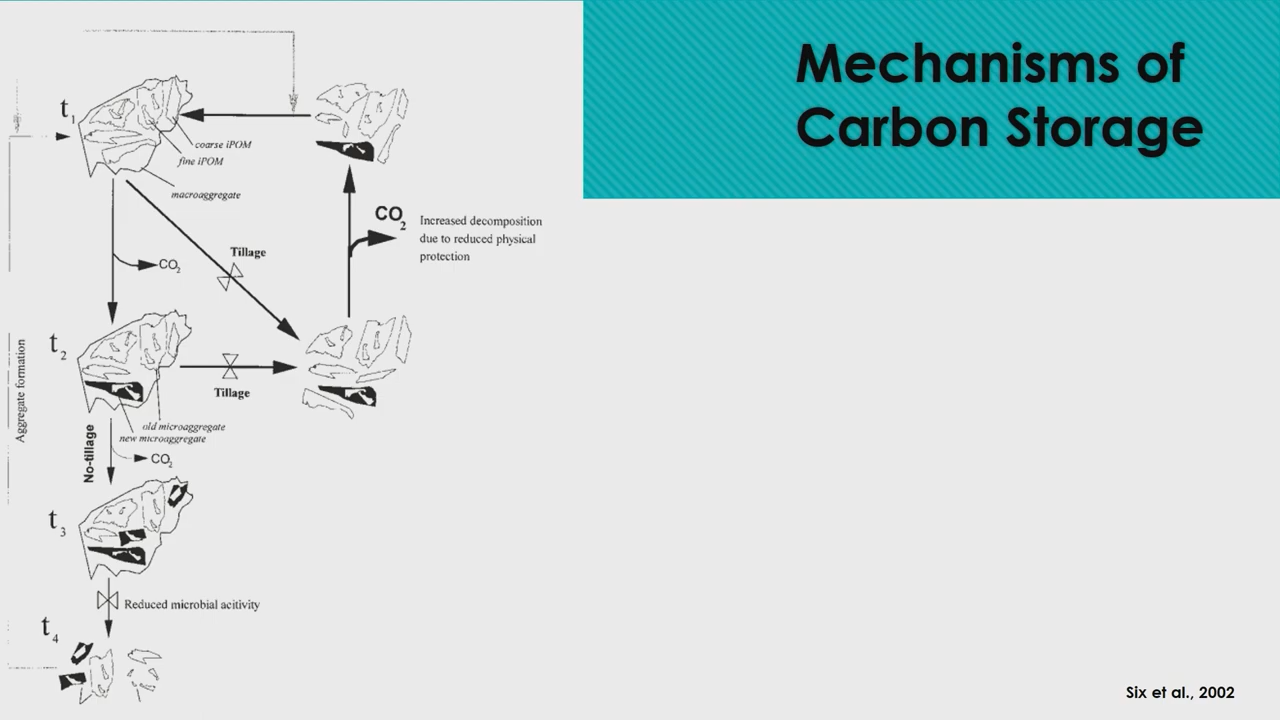 Mechanisms of
Carbon Storage
t1
coarse iPOM
fine iPOM
macroaggregate
CO2
Increased decomposition
due to reduced physical
protection
Tillage
CO2
t2
Tillage
Aggregate formation
old microaggregate
new microaggregate
No-tillage
CO2
t3
Reduced microbial acitivity
t4
Six et al., 2002